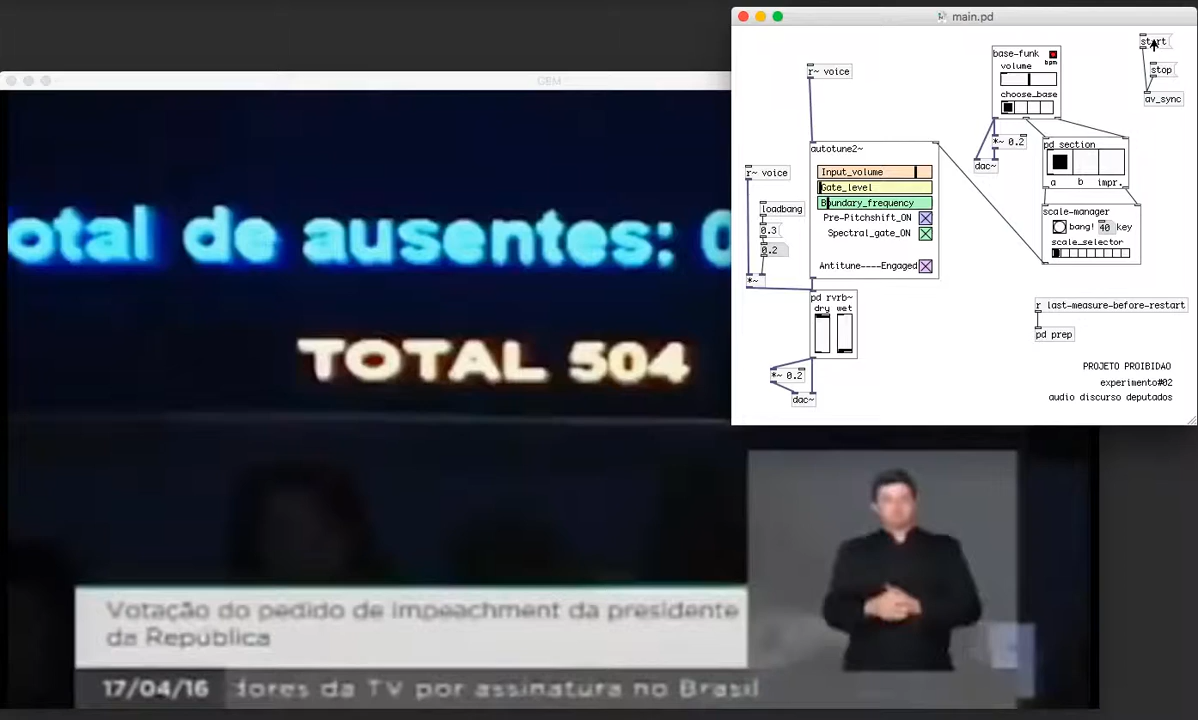 GEM
main.pd
start
stop
av_sync
r~ voice
base-funk
bpm
volume
choose_base
*~ 0.2
dac~
pd section
a b impr.
scale-manager
bang! 40 key
scale_selector
autotune2~
Input_volume
Gate_level
Boundary_frequency
Pre-Pitchshift_ON
Spectral_gate_ON
Antitune----Engaged
r~ voice
loadbang
0.3
0.2
*~
pd rvrb~
dry wet
*~ 0.2
dac~
r last-measure-before-restart
pd prep
PROJETO PROIBIDAO
experimento#02
audio discurso deputados
otal de ausentes: 0
TOTAL 504
Votação do pedido de impeachment da presidente
da República
17/04/16 dores da TV por assinatura no Brasil